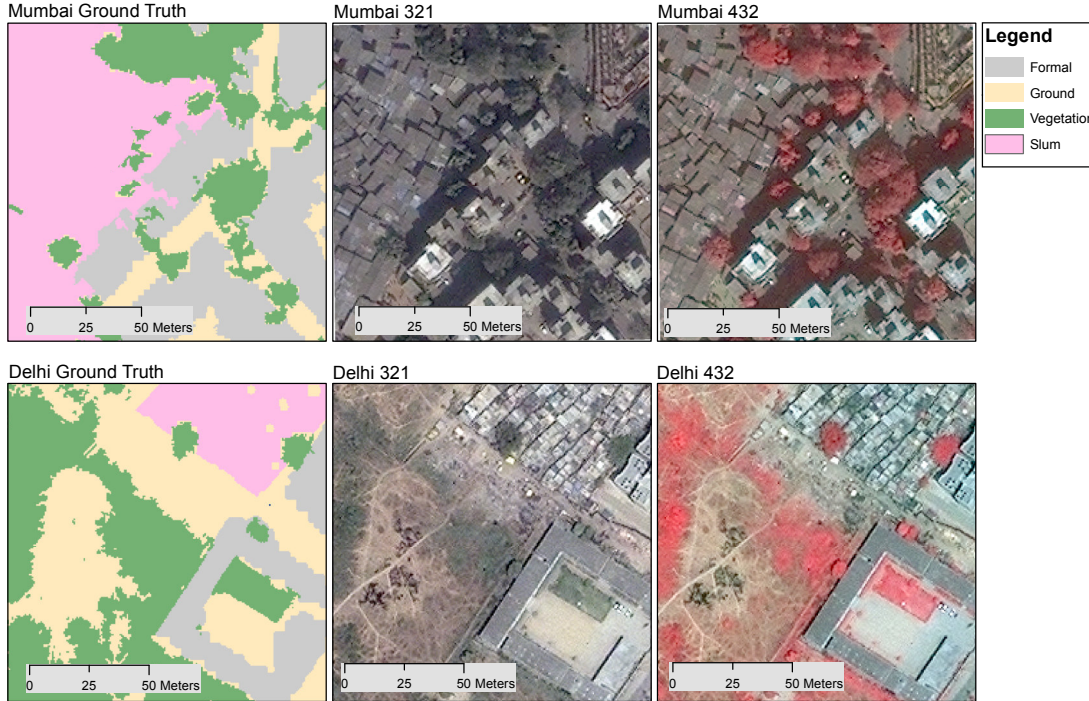 Mumbai Ground Truth
Mumbai 321
Mumbai 432
Legend
Formal
Ground
Vegetation
Slum
0 25 50 Meters
0 25 50 Meters
0 25 50 Meters
Delhi Ground Truth
Delhi 321
Delhi 432
0 25 50 Meters
0 25 50 Meters
0 25 50 Meters